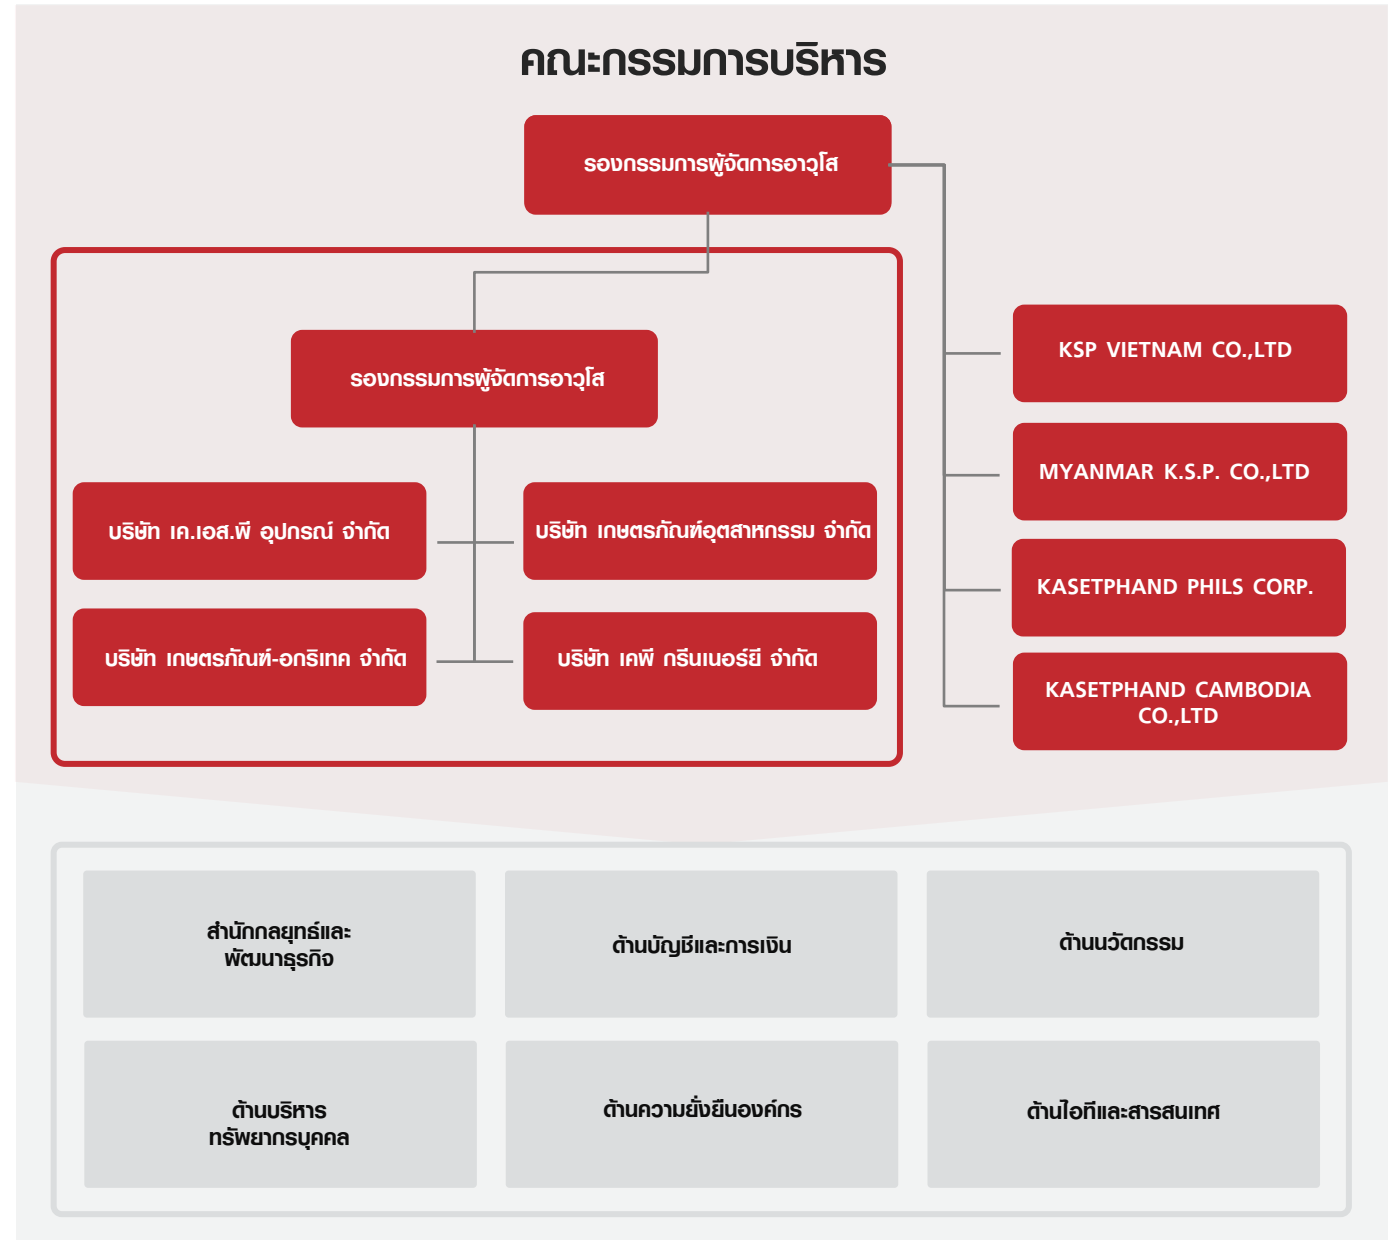 คณะกรรมการบริหาร
รองกรรมการผู้จัดการอาวุโส
รองกรรมการผู้จัดการอาวุโส
บริษัท เค.เอส.พี อุปกรณ์ จำกัด
บริษัท เกษตรภัณฑ์อุตสาหกรรม จำกัด
บริษัท เกษตรภัณฑ์-อกริเทค จำกัด
บริษัท เคพี กรีนเนอร์ยี จำกัด
KSP VIETNAM CO.,LTD
MYANMAR K.S.P. CO.,LTD
KASETPHAND PHILS CORP.
KASETPHAND CAMBODIA
CO.,LTD
สำนักกลยุทธ์และ
พัฒนาธุรกิจ
ด้านบัญชีและการเงิน
ด้านนวัตกรรม
ด้านบริหาร
ทรัพยากรบุคคล
ด้านความยั่งยืนองค์กร
ด้านไอทีและสารสนเทศ